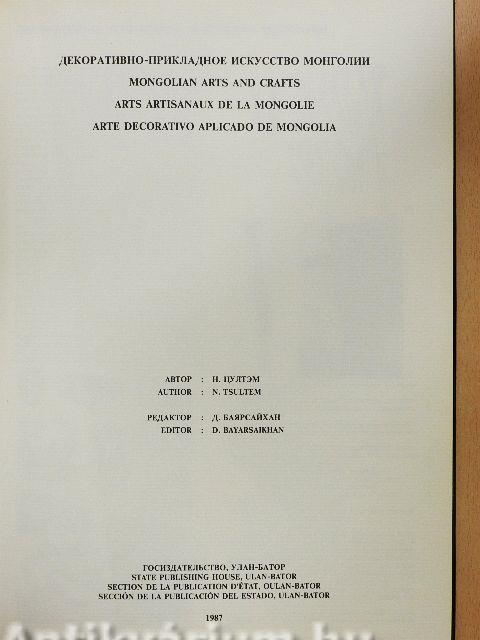 ДЕКОРАТИВНО-ПРИКЛАДНОЕ ИСКУССТВО МОНГОЛИИ
MONGOLIAN ARTS AND CRAFTS
ARTS ARTISANAUX DE LA MONGOLIE
ARTE DECORATIVO APLICADO DE MONGOLIA
АВТОР : Н. ЦУЛТЭМ
AUTHOR : N. TSULTEM
РЕДАКТОР : Д. БАЯРСАЙХАН
EDITOR : D. BAYARSAIKHAN
ГОСИЗДАТЕЛЬСТВО, УЛАН-БАТОР
STATE PUBLISHING HOUSE, ULAN-BATOR
SECTION DE LA PUBLICATION D'ÉTAT, OULAN-BATOR
SECCIÓN DE LA PUBLICACIÓN DEL ESTADO, ULAN-BATOR
1987
Antikvárium.hu